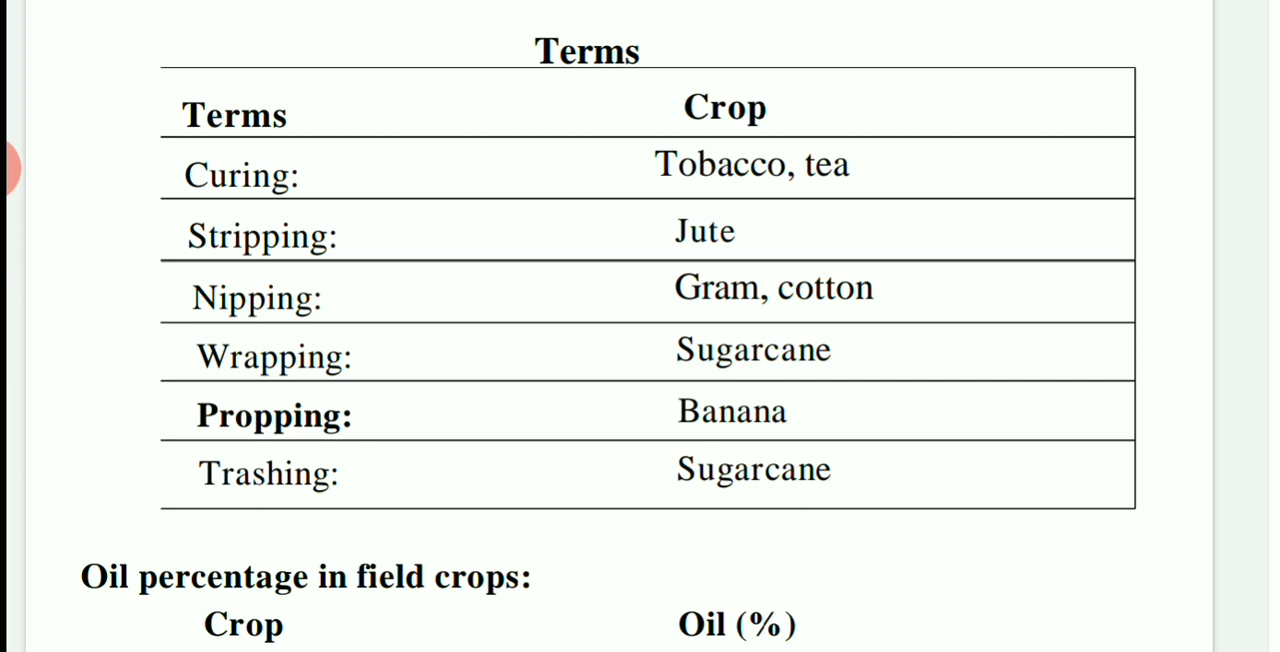 Terms
Terms Crop
Curing: Tobacco, tea
Stripping: Jute
Nipping: Gram, cotton
Wrapping: Sugarcane
Propping: Banana
Trashing: Sugarcane
Oil percentage in field crops:
Crop Oil (%)